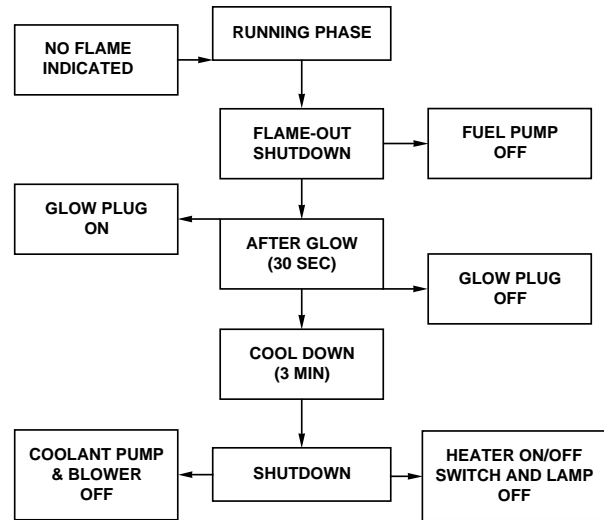 RUNNING PHASE
NO FLAME
INDICATED
FLAME-OUT
SHUTDOWN
FUEL PUMP
OFF
GLOW PLUG
ON
AFTER GLOW
(30 SEC)
GLOW PLUG
OFF
COOL DOWN
(3 MIN)
COOLANT PUMP
& BLOWER
OFF
SHUTDOWN
HEATER ON/OFF
SWITCH AND LAMP
OFF